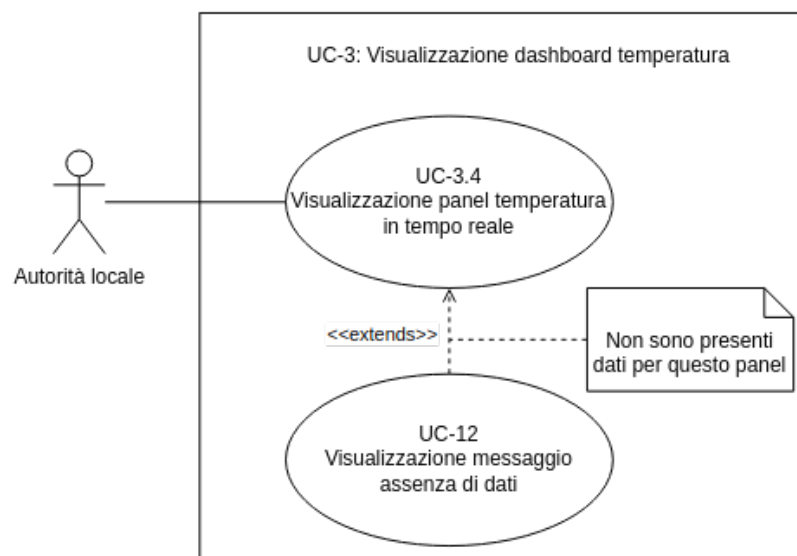 UC-3: Visualizzazione dashboard temperatura
UC-3.4
Visualizzazione panel temperatura
in tempo reale
Autorità locale
<<extends>>
Non sono presenti
dati per questo panel
UC-12
Visualizzazione messaggio
assenza di dati